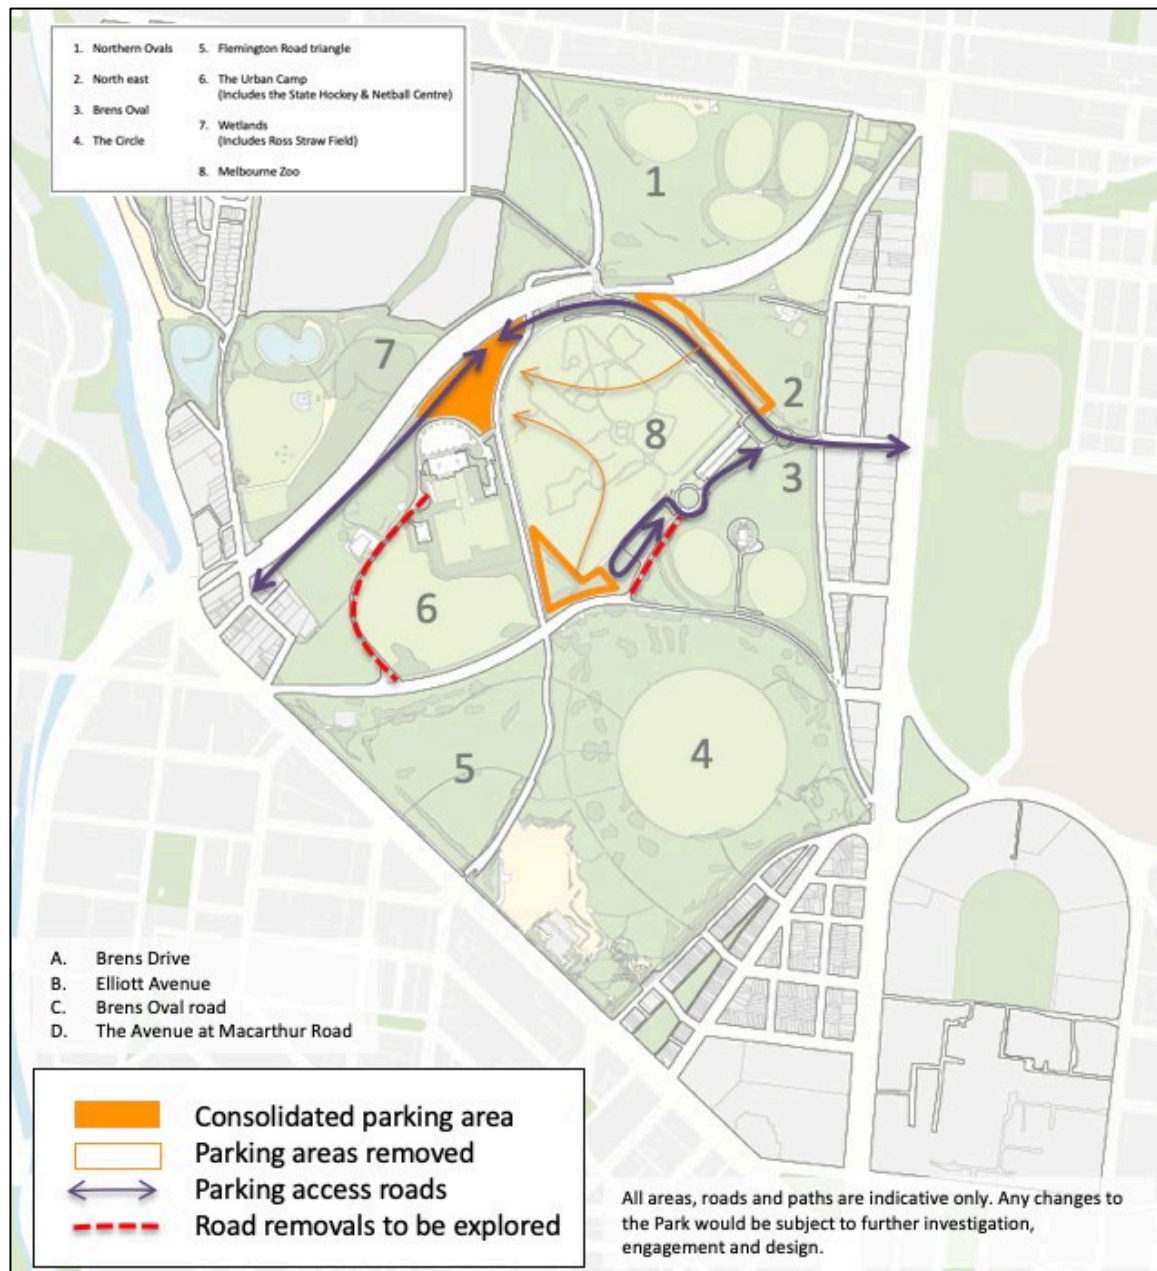 1. Northern Ovals
2. North east
3. Brens Oval
4. The Circle
5. Flemington Road triangle
6. The Urban Camp
(Includes the State Hockey & Netball Centre)
7. Wetlands
(Includes Ross Straw Field)
8. Melbourne Zoo
1
7
2
8
3
6
5
4
A. Brens Drive
B. Elliott Avenue
C. Brens Oval road
D. The Avenue at Macarthur Road
Consolidated parking area
Parking areas removed
Parking access roads
Road removals to be explored
All areas, roads and paths are indicative only. Any changes to
the Park would be subject to further investigation,
engagement and design.